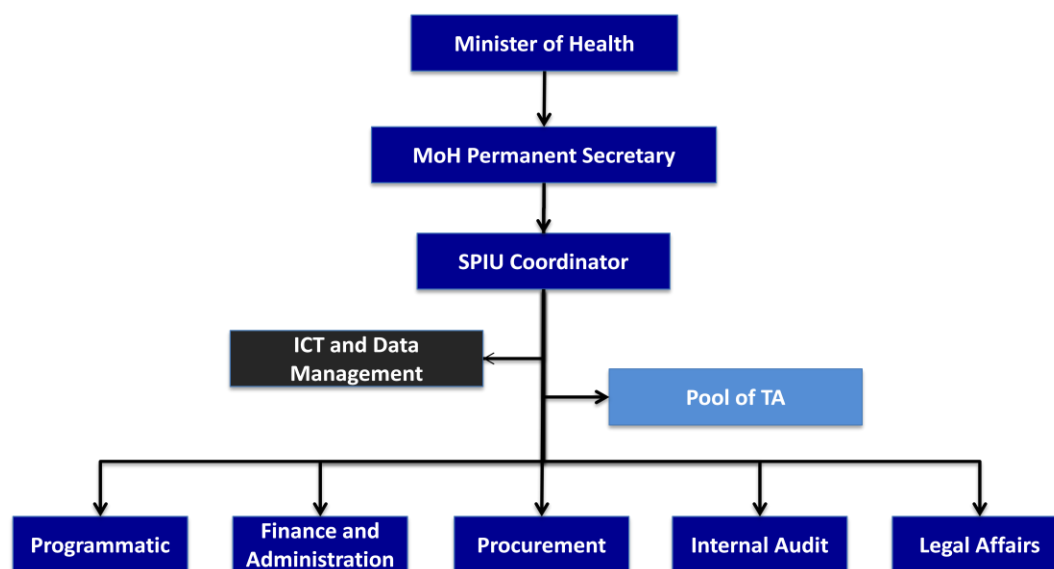 Minister of Health
MoH Permanent Secretary
SPIU Coordinator
ICT and Data
Management
Pool of TA
Programmatic
Finance and
Administration
Procurement
Internal Audit
Legal Affairs